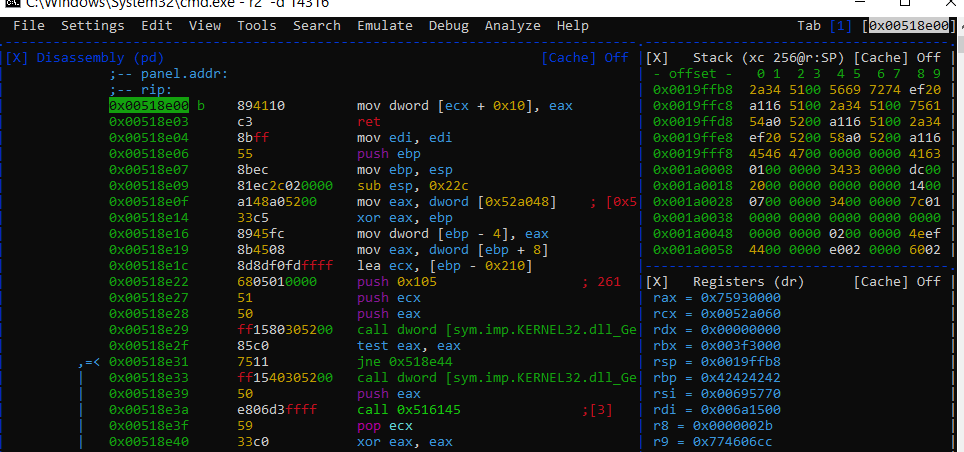 C:\Windows\System32\cmd.exe - r2 -d 14316
File Settings Edit View Tools Search Emulate Debug Analyze Help Tab [1] [0x00518e00]
[X] Disassembly (pd) [Cache] Off
;-- panel.addr:
;-- rip:
0x00518e00 b 894110 mov dword [ecx + 0x10], eax
0x00518e03 c3 ret
0x00518e04 8bff mov edi, edi
0x00518e06 55 push ebp
0x00518e07 8bec mov ebp, esp
0x00518e09 81ec2c020000 sub esp, 0x22c
0x00518e0f a148a05200 mov eax, dword [0x52a048] ; [0x5
0x00518e14 33c5 xor eax, ebp
0x00518e16 8945fc mov dword [ebp - 4], eax
0x00518e19 8b4508 mov eax, dword [ebp + 8]
0x00518e1c 8d8df0fdffff lea ecx, [ebp - 0x210]
0x00518e22 6805010000 push 0x105 ; 261
0x00518e27 51 push ecx
0x00518e28 50 push eax
0x00518e29 ff1580305200 call dword [sym.imp.KERNEL32.dll_Ge
0x00518e2f 85c0 test eax, eax
,=< 0x00518e31 7511 jne 0x518e44
| 0x00518e33 ff1540305200 call dword [sym.imp.KERNEL32.dll_Ge
| 0x00518e39 50 push eax
| 0x00518e3a e806d3ffff call 0x516145 ;[3]
| 0x00518e3f 59 pop ecx
| 0x00518e40 33c0 xor eax, eax
[X] Stack (xc 256@r:SP) [Cache] Off
- offset - 0 1 2 3 4 5 6 7 8 9
0x0019ffb8 2a34 5100 5669 7274 ef20
0x0019ffc8 a116 5100 2a34 5100 7561
0x0019ffd8 54a0 5200 a116 5100 2a34
0x0019ffe8 ef20 5200 58a0 5200 a116
0x0019fff8 4546 4700 0000 0000 4163
0x001a0008 0100 0000 3433 0000 dc00
0x001a0018 2000 0000 0000 0000 1400
0x001a0028 0700 0000 3400 0000 7c01
0x001a0038 0000 0000 0000 0000 0000
0x001a0048 0000 0000 0200 0000 4eef
0x001a0058 4400 0000 e002 0000 6002
[X] Registers (dr) [Cache] Off
rax = 0x75930000
rcx = 0x0052a060
rdx = 0x00000000
rbx = 0x003f3000
rsp = 0x0019ffb8
rbp = 0x42424242
rsi = 0x00695770
rdi = 0x006a1500
r8 = 0x0000002b
r9 = 0x774606cc